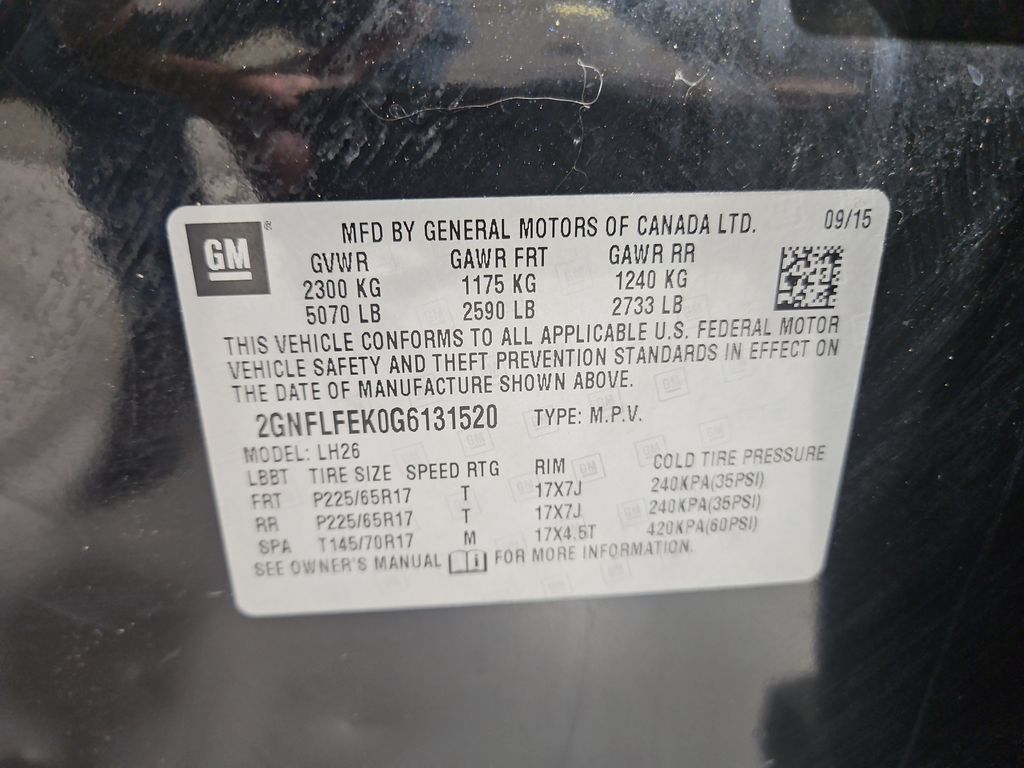 GM® MFD BY GENERAL MOTORS OF CANADA LTD. 09/15
GVWR GAWR FRT GAWR RR
2300 KG 1175 KG 1240 KG
5070 LB 2590 LB 2733 LB
THIS VEHICLE CONFORMS TO ALL APPLICABLE U.S. FEDERAL MOTOR
VEHICLE SAFETY AND THEFT PREVENTION STANDARDS IN EFFECT ON
THE DATE OF MANUFACTURE SHOWN ABOVE.
2GNFLFEK0G6131520 TYPE: M.P.V.
MODEL: LH26
LBBT TIRE SIZE SPEED RTG RIM COLD TIRE PRESSURE
FRT P225/65R17 T 17X7J 240KPA(35PSI)
RR P225/65R17 T 17X7J 240KPA(35PSI)
SPA T145/70R17 M 17X4.5T 420KPA(60PSI)
SEE OWNER'S MANUAL i FOR MORE INFORMATION.